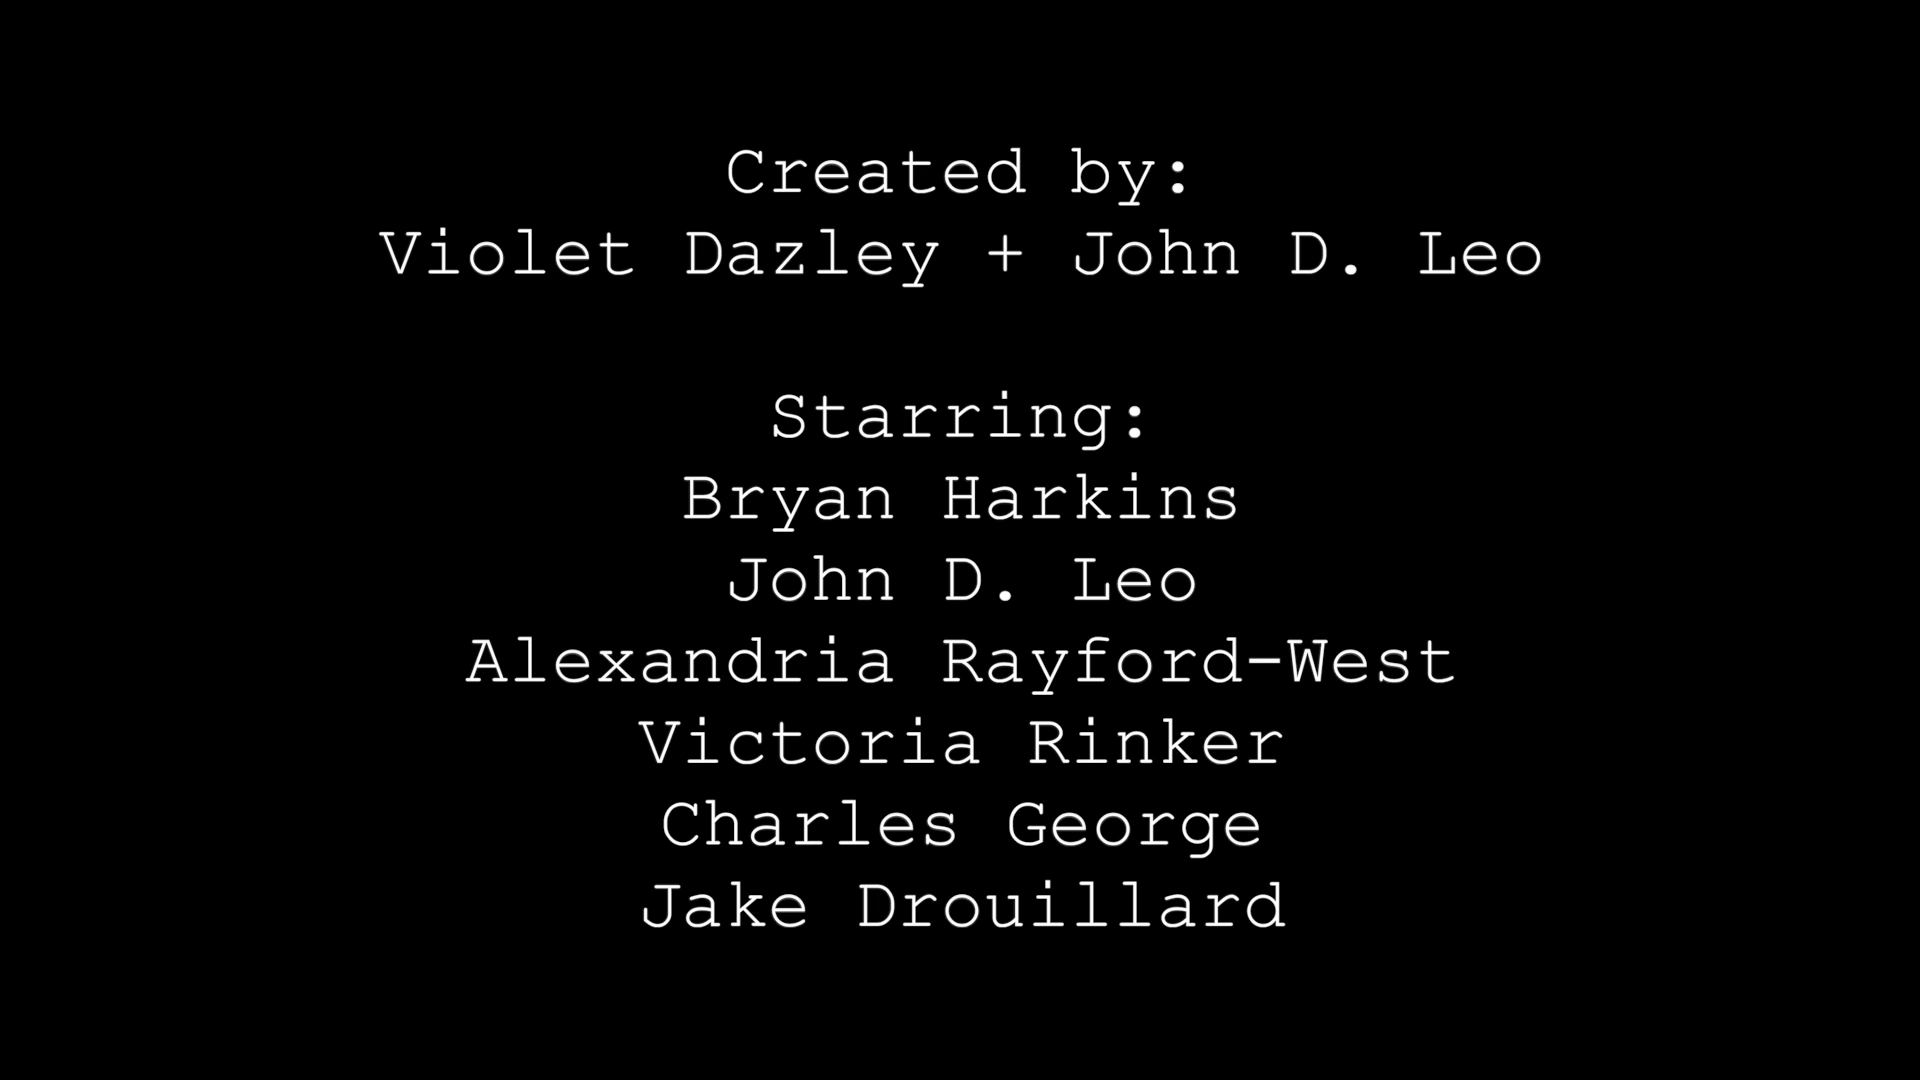 Created by:
Violet Dazley + John D. Leo
Starring:
Bryan Harkins
John D. Leo
Alexandria Rayford-West
Victoria Rinker
Charles George
Jake Drouillard